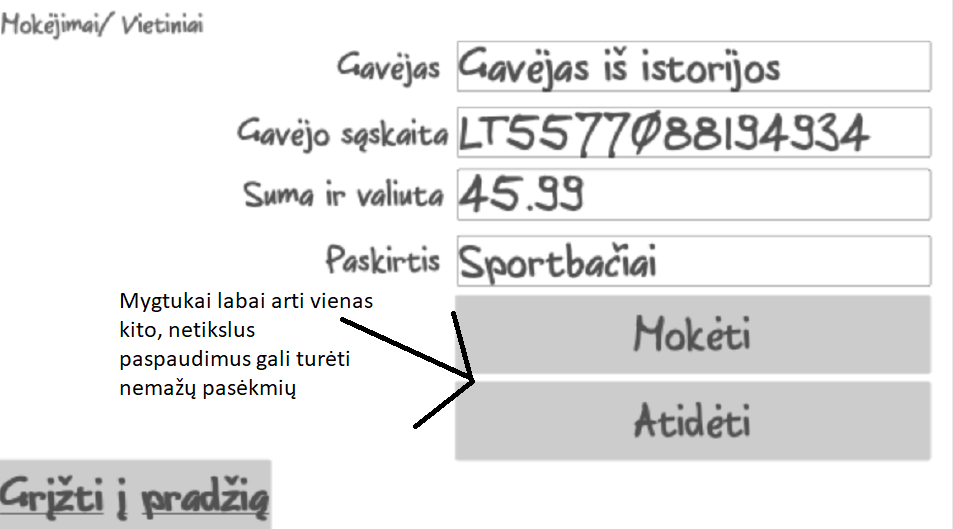 Mokėjimai/ Vietiniai
Gavėjas Gavėjas iš istorijos
Gavėjo sąskaita LT55770088194934
Suma ir valiuta 45.99
Paskirtis Sportbačiai
Mygtukai labai arti vienas
kito, netikslus
paspaudimus gali turėti
nemažų pasėkmių
Mokėti
Atidėti
Grįžti į pradžią